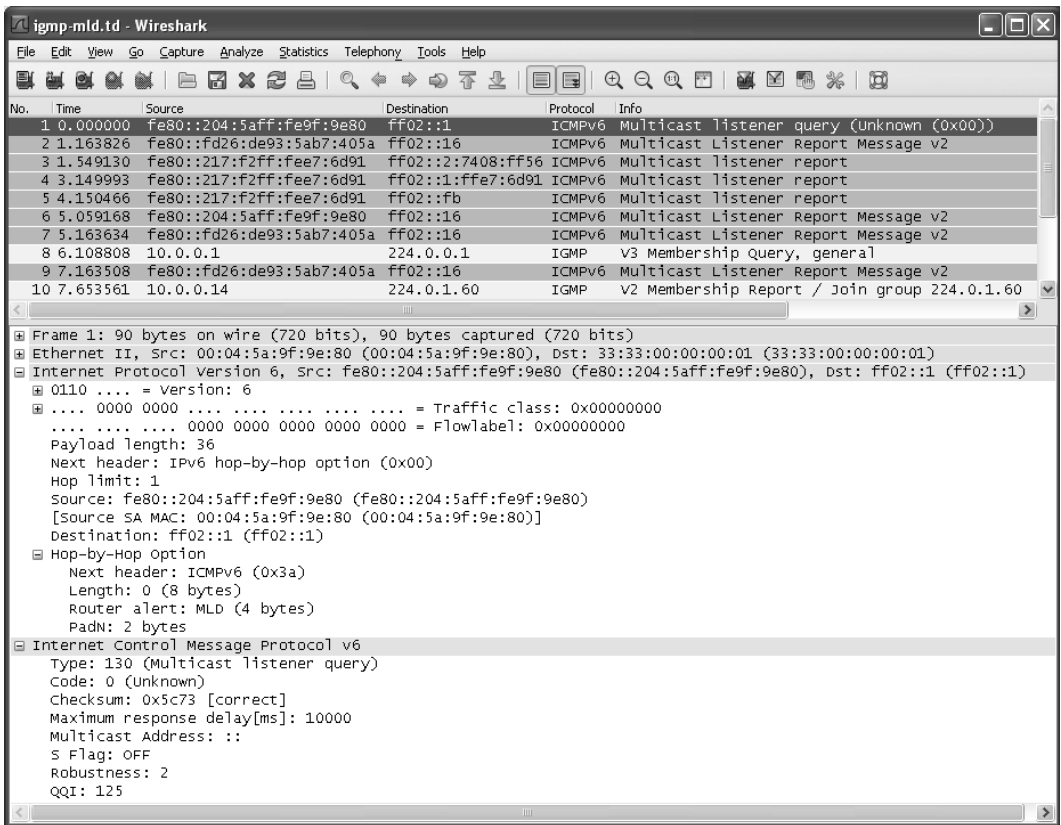 igmp-mld.td - Wireshark
File Edit View Go Capture Analyze Statistics Telephony Tools Help
No. Time Source Destination Protocol Info
1 0.000000 fe80::204:5aff:fe9f:9e80 ff02::1 ICMPv6 Multicast listener query (Unknown (0x00))
2 1.163826 fe80::fd26:de93:5ab7:405a ff02::16 ICMPv6 Multicast Listener Report Message v2
3 1.549130 fe80::217:f2ff:fee7:6d91 ff02::2:7408:ff56 ICMPv6 Multicast listener report
4 3.149993 fe80::217:f2ff:fee7:6d91 ff02::1:ffe7:6d91 ICMPv6 Multicast listener report
5 4.150466 fe80::217:f2ff:fee7:6d91 ff02::fb ICMPv6 Multicast listener report
6 5.059168 fe80::204:5aff:fe9f:9e80 ff02::16 ICMPv6 Multicast Listener Report Message v2
7 5.163634 fe80::fd26:de93:5ab7:405a ff02::16 ICMPv6 Multicast Listener Report Message v2
8 6.108808 10.0.0.1 224.0.0.1 IGMP V3 Membership Query, general
9 7.163508 fe80::fd26:de93:5ab7:405a ff02::16 ICMPv6 Multicast Listener Report Message v2
10 7.653561 10.0.0.14 224.0.1.60 IGMP V2 Membership Report / Join group 224.0.1.60
Frame 1: 90 bytes on wire (720 bits), 90 bytes captured (720 bits)
Ethernet II, Src: 00:04:5a:9f:9e:80 (00:04:5a:9f:9e:80), Dst: 33:33:00:00:00:01 (33:33:00:00:00:01)
Internet Protocol Version 6, Src: fe80::204:5aff:fe9f:9e80 (fe80::204:5aff:fe9f:9e80), Dst: ff02::1 (ff02::1)
0110 .... = Version: 6
.... 0000 0000 .... .... .... .... .... = Traffic class: 0x00000000
.... .... .... 0000 0000 0000 0000 0000 = Flowlabel: 0x00000000
Payload length: 36
Next header: IPv6 hop-by-hop option (0x00)
Hop limit: 1
Source: fe80::204:5aff:fe9f:9e80 (fe80::204:5aff:fe9f:9e80)
[Source SA MAC: 00:04:5a:9f:9e:80 (00:04:5a:9f:9e:80)]
Destination: ff02::1 (ff02::1)
Hop-by-Hop Option
Next header: ICMPv6 (0x3a)
Length: 0 (8 bytes)
Router alert: MLD (4 bytes)
PadN: 2 bytes
Internet Control Message Protocol v6
Type: 130 (Multicast listener query)
Code: 0 (Unknown)
Checksum: 0x5c73 [correct]
Maximum response delay[ms]: 10000
Multicast Address: ::
S Flag: OFF
Robustness: 2
QQI: 125